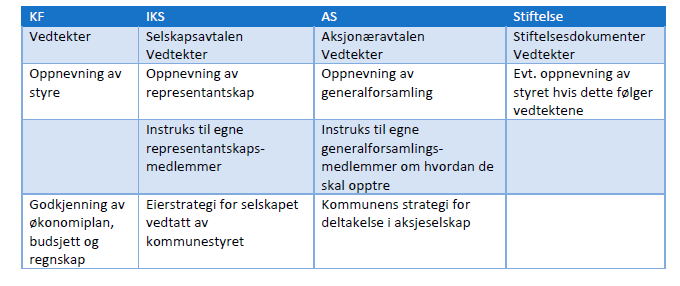 KF
IKS
AS
Stiftelse
Vedtekter
Selskapsavtalen
Vedtekter
Aksjonæravtalen
Vedtekter
Stiftelsesdokumenter
Vedtekter
Oppnevning av
styre
Oppnevning av
representantskap
Oppnevning av
generalforsamling
Evt. oppnevning av
styret hvis dette følger
vedtektene
Instruks til egne
representantskaps-
medlemmer
Instruks til egne
generalforsamlings-
medlemmer om hvordan de
skal opptre
Godkjenning av
økonomiplan,
budsjett og
regnskap
Eierstrategi for selskapet
vedtatt av
kommunestyret
Kommunens strategi for
deltakelse i aksjeselskap